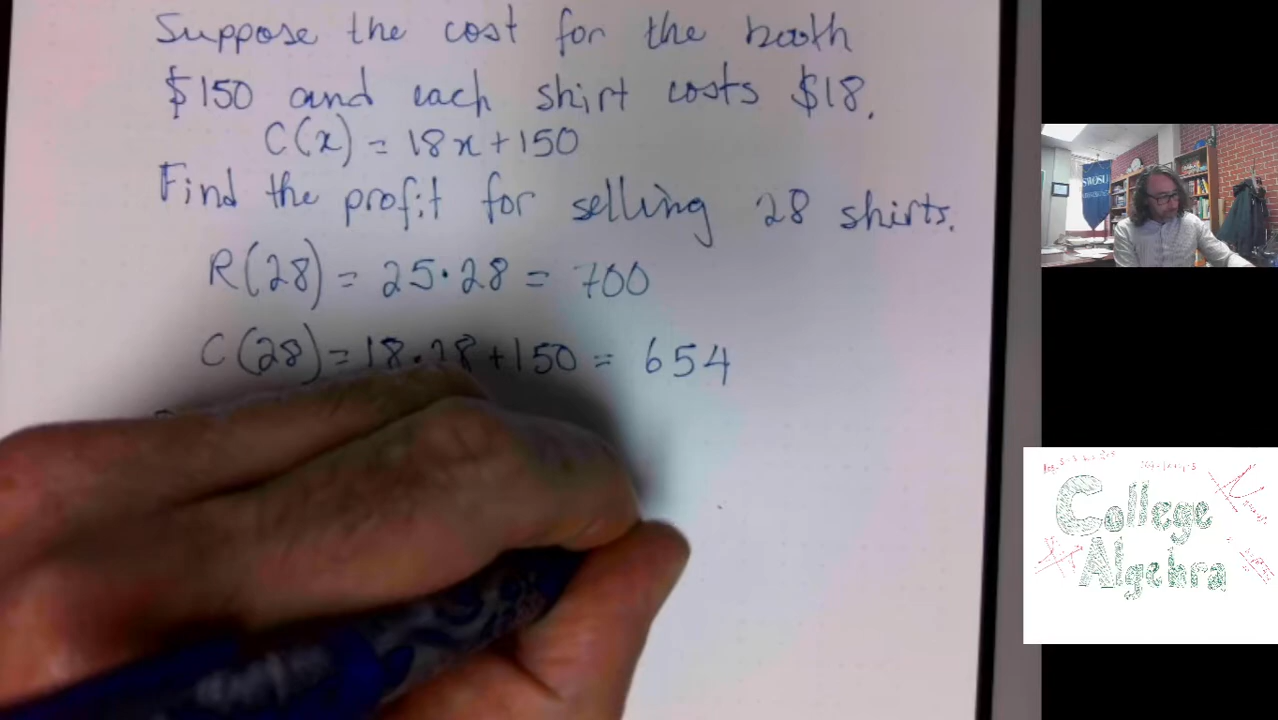 Suppose the cost for the booth
$150 and each shirt costs $18.
C(x) = 18x + 150
Find the profit for selling 28 shirts.
R(28) = 25·28 = 700
C(28) = 18·28 + 150 = 654
SWOSU
College
Algebra